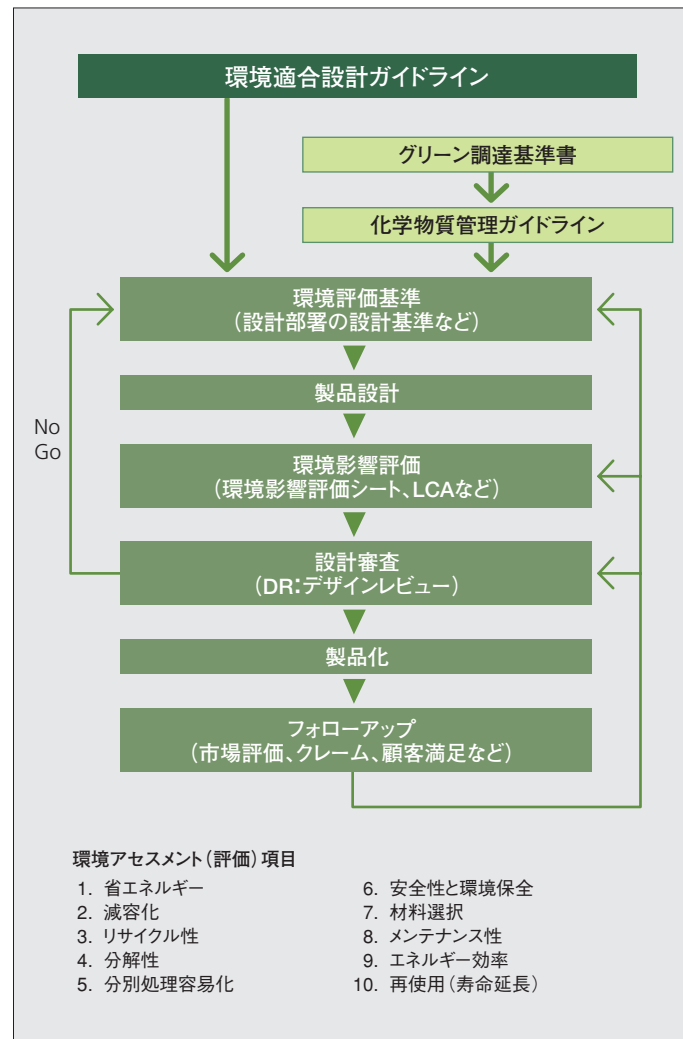 環境適合設計ガイドライン
グリーン調達基準書
化学物質管理ガイドライン
環境評価基準
（設計部署の設計基準など）
製品設計
No
Go
環境影響評価
（環境影響評価シート、LCAなど）
設計審査
（DR：デザインレビュー）
製品化
フォローアップ
（市場評価、クレーム、顧客満足など）
環境アセスメント（評価）項目
1. 省エネルギー
2. 減容化
3. リサイクル性
4. 分解性
5. 分別処理容易化
6. 安全性と環境保全
7. 材料選択
8. メンテナンス性
9. エネルギー効率
10. 再使用（寿命延長）